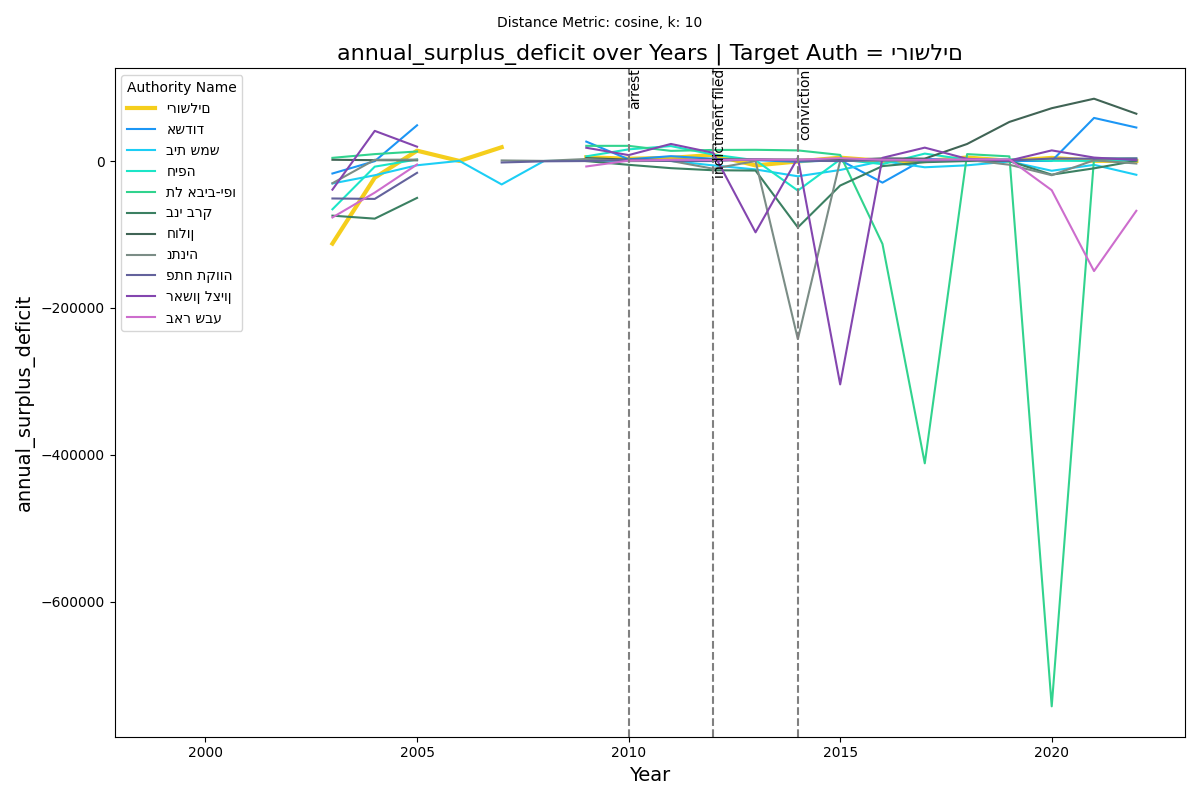 Distance Metric: cosine, k: 10
annual_surplus_deficit over Years | Target Auth = ירושלים
Authority Name
ירושלים
אשדוד
בית שמש
חיפה
תל אביב-יפו
בני ברק
חולון
נתניה
פתח תקווה
ראשון לציון
באר שבע
arrest
indictment filed
conviction
0
−200000
−400000
−600000
annual_surplus_deficit
2000
2005
2010
2015
2020
Year